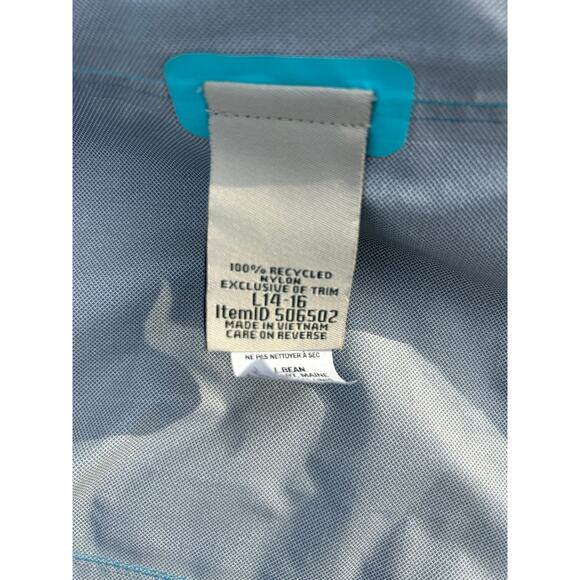 100% RECYCLED
NYLON
EXCLUSIVE OF TRIM
L14-16
ItemID 506502
MADE IN VIETNAM
CARE ON REVERSE
NE PAS NETTOYER À SEC
BEAN
MAINE